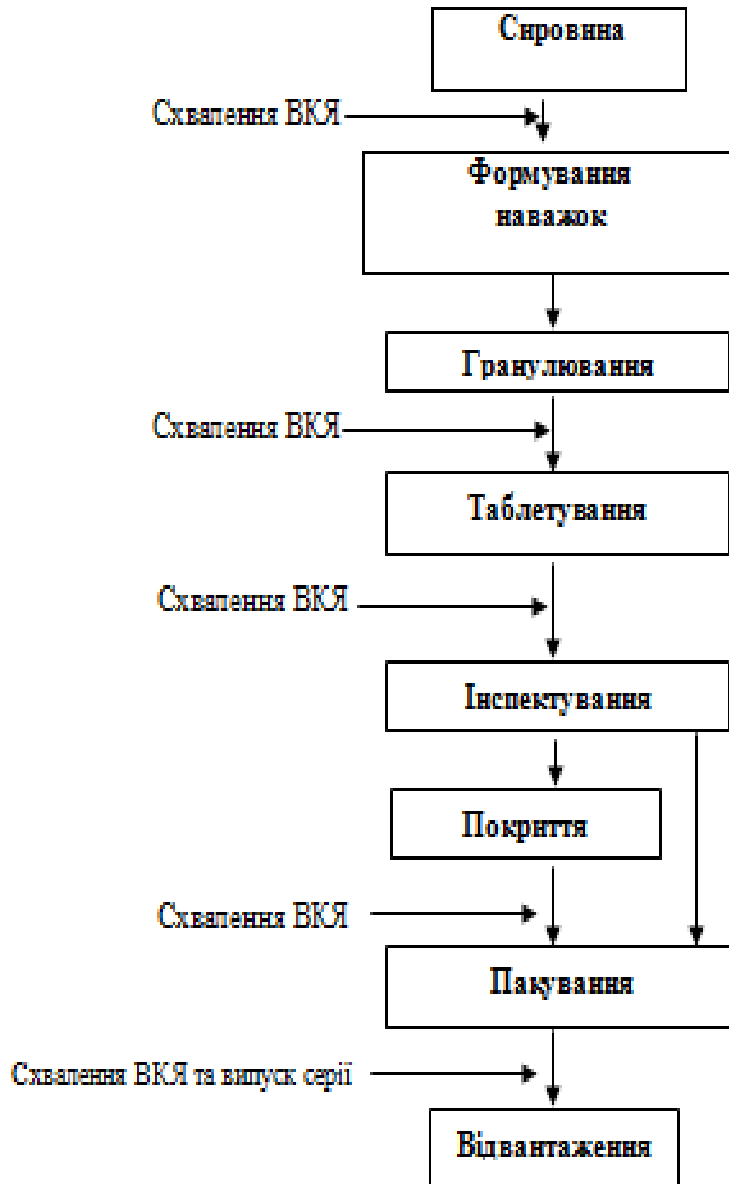 Сировина
Схвалення ВКЯ
Формування
наважок
Гранулювання
Схвалення ВКЯ
Таблетування
Схвалення ВКЯ
Інспектування
Покриття
Схвалення ВКЯ
Пакування
Схвалення ВКЯ та випуск серії
Відвантаження